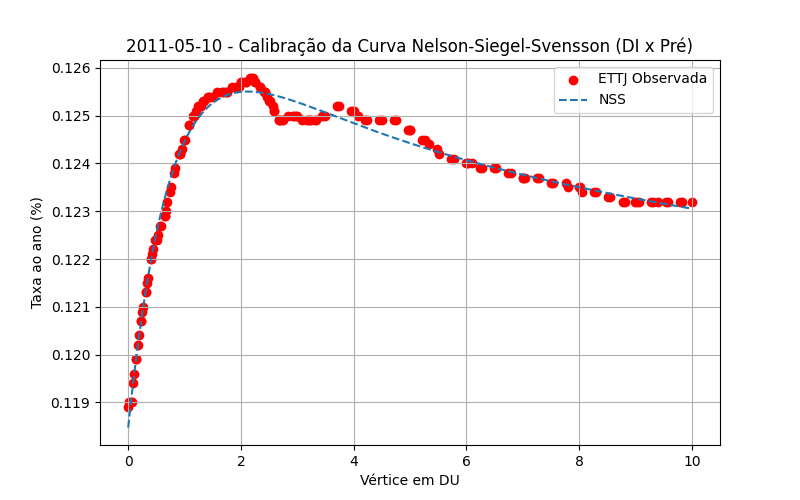 2011-05-10 - Calibração da Curva Nelson-Siegel-Svensson (DI x Pré)
ETTJ Observada
NSS
Taxa ao ano (%)
0.126
0.125
0.124
0.123
0.122
0.121
0.120
0.119
0 2 4 6 8 10
Vértice em DU